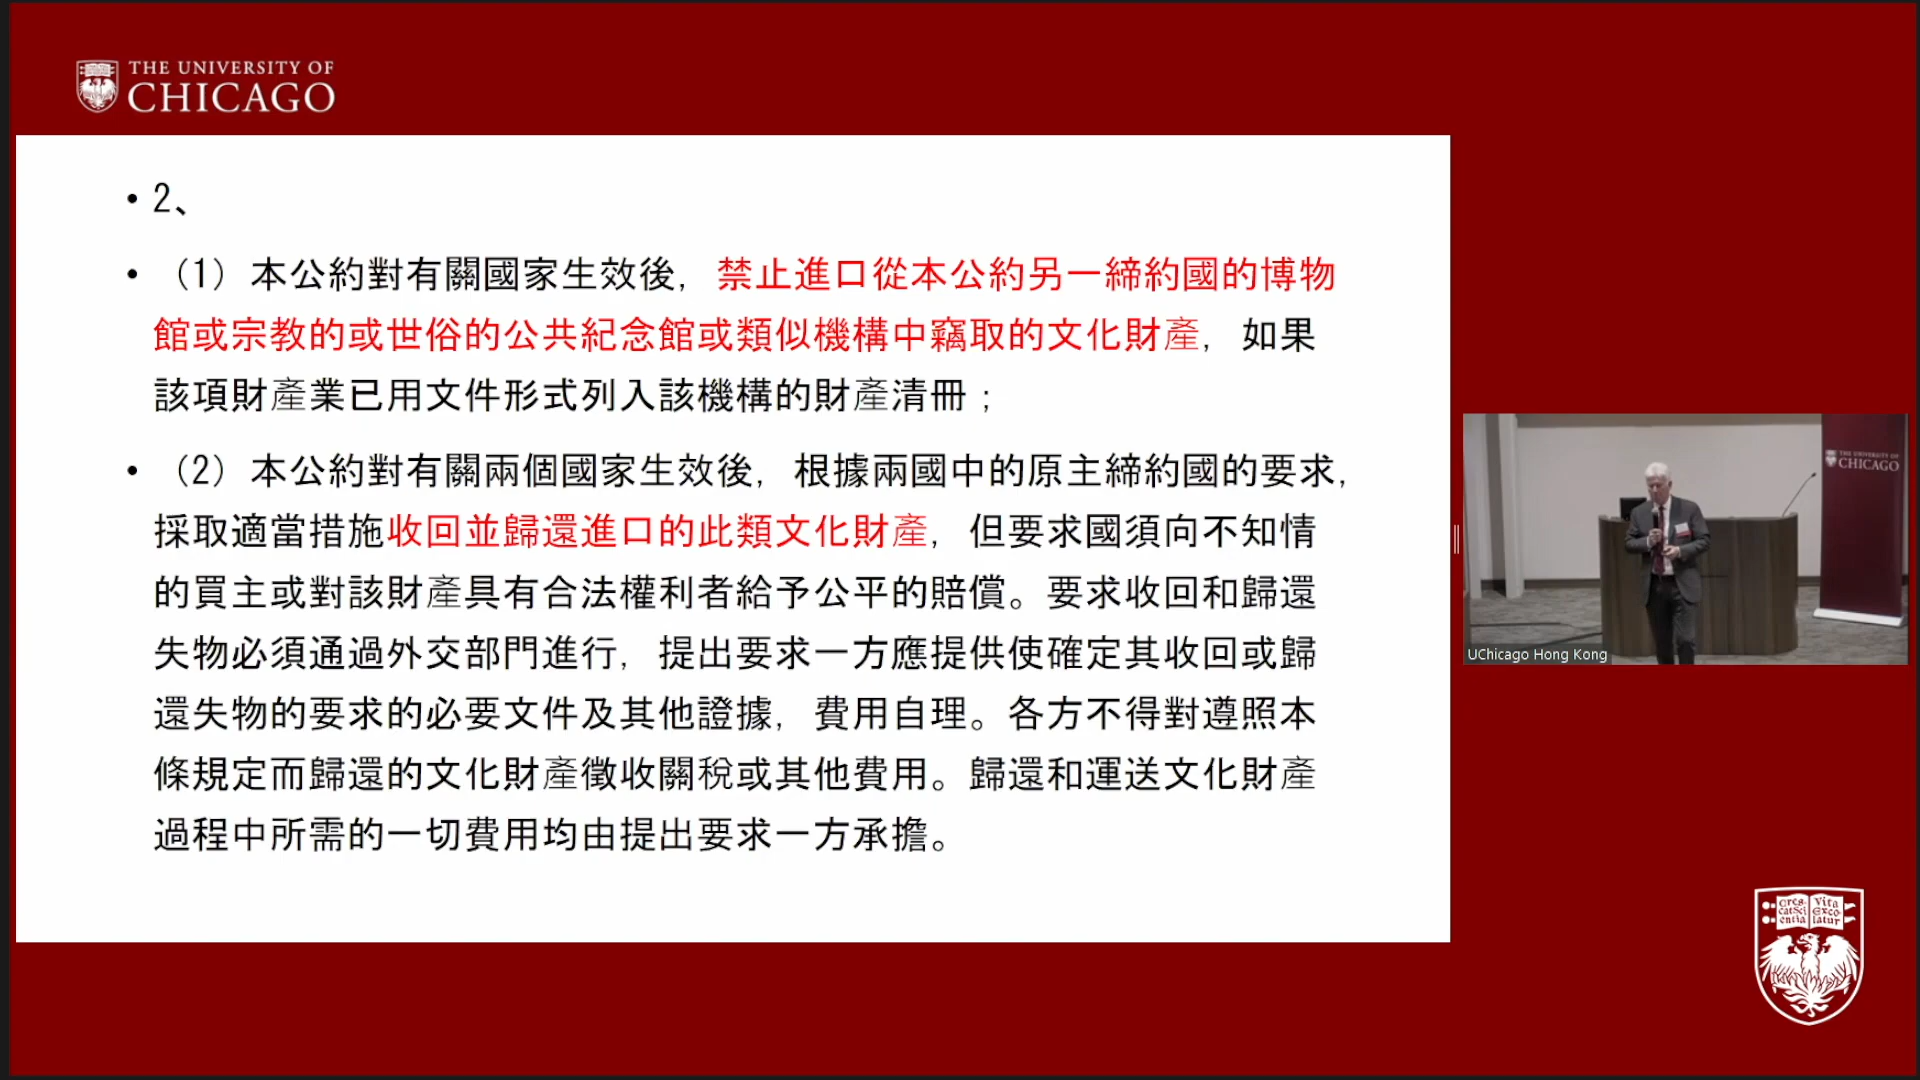 THE UNIVERSITY OF
CHICAGO
• 2、
• （1）本公約對有關國家生效後，禁止進口從本公約另一締約國的博物
館或宗教的或世俗的公共紀念館或類似機構中竊取的文化財產，如果
該項財產業已用文件形式列入該機構的財產清冊；
• （2）本公約對有關兩個國家生效後，根據兩國中的原主締約國的要求，
採取適當措施收回並歸還進口的此類文化財產，但要求國須向不知情
的買主或對該財產具有合法權利者給予公平的賠償。要求收回和歸還
失物必須通過外交部門進行，提出要求一方應提供使確定其收回或歸
還失物的要求的必要文件及其他證據，費用自理。各方不得對遵照本
條規定而歸還的文化財產徵收關稅或其他費用。歸還和運送文化財產
過程中所需的一切費用均由提出要求一方承擔。
THE UNIVERSITY OF
CHICAGO
UChicago Hong Kong
Cres Vita
catSci Exco
entia latur